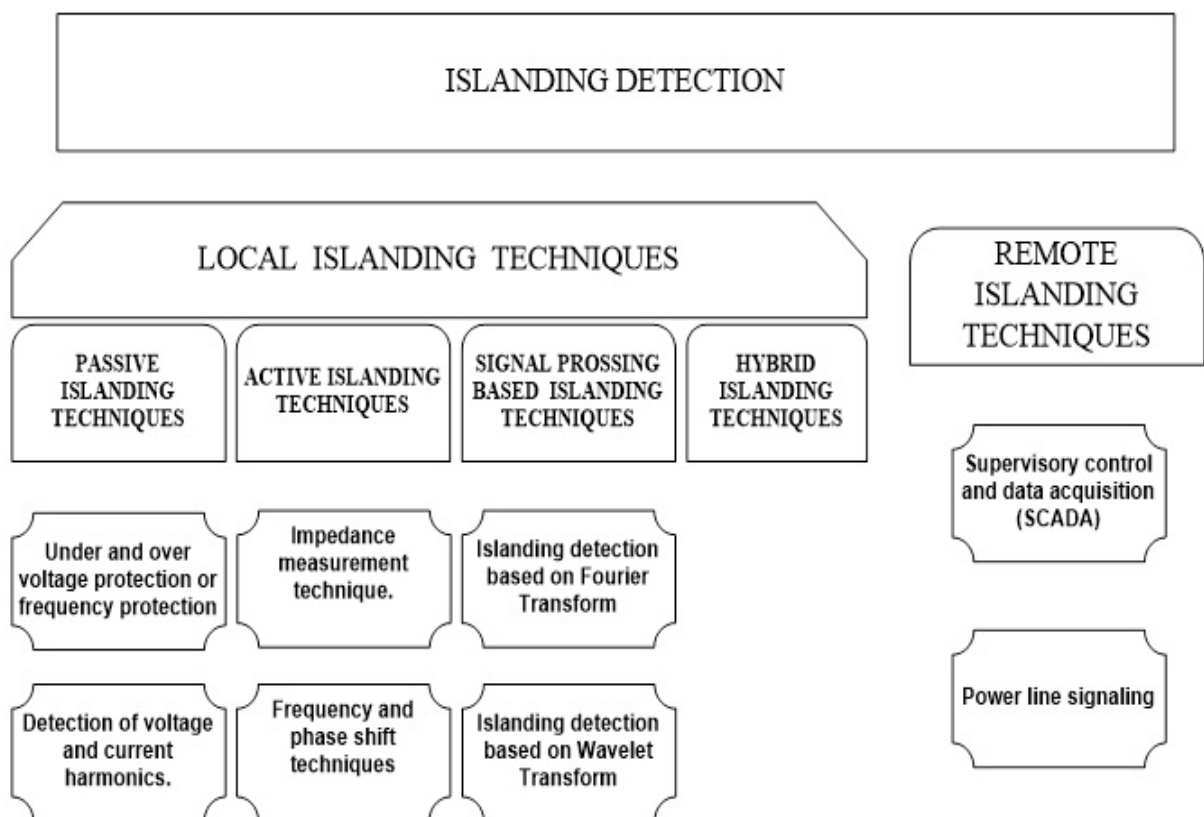 ISLANDING DETECTION
LOCAL ISLANDING TECHNIQUES
REMOTE
ISLANDING
TECHNIQUES
PASSIVE
ISLANDING
TECHNIQUES
ACTIVE ISLANDING
TECHNIQUES
SIGNAL PROSSING
BASED ISLANDING
TECHNIQUES
HYBRID
ISLANDING
TECHNIQUES
Under and over
voltage protection or
frequency protection
Impedance
measurement
technique.
Islanding detection
based on Fourier
Transform
Supervisory control
and data acquisition
(SCADA)
Detection of voltage
and current
harmonics.
Frequency and
phase shift
techniques
Islanding detection
based on Wavelet
Transform
Power line signaling